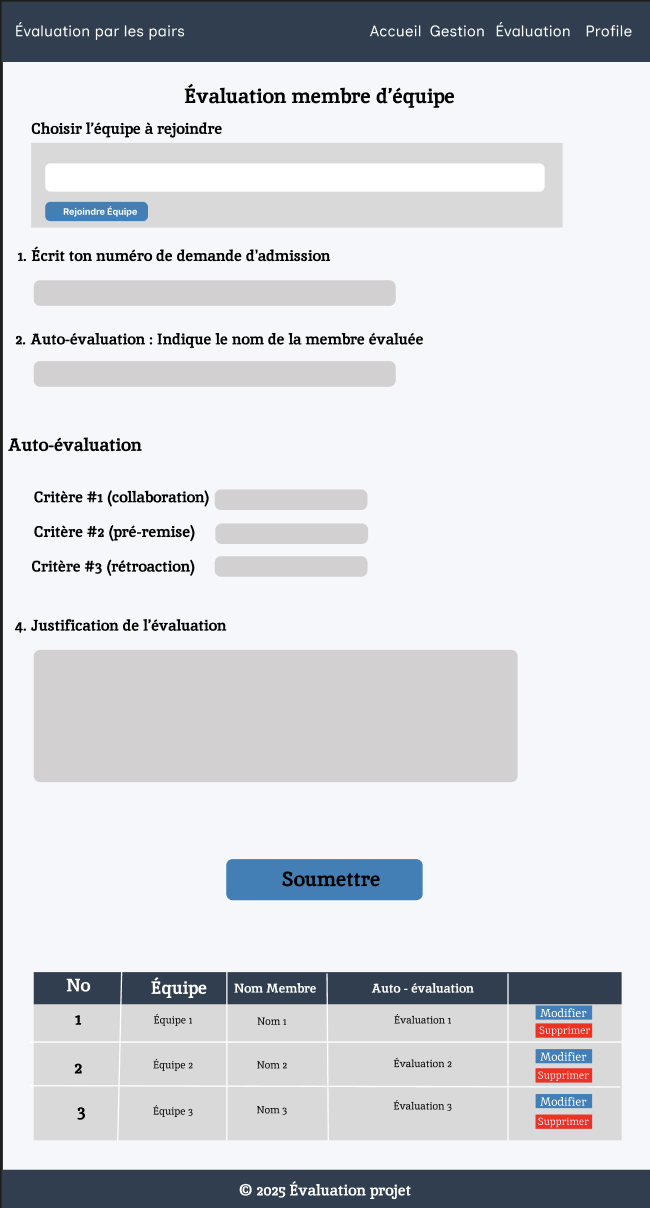 Évaluation par les pairs Accueil Gestion Évaluation Profile
Évaluation membre d'équipe
Choisir l'équipe à rejoindre
Rejoindre Équipe
1. Écrit ton numéro de demande d'admission
2. Auto-évaluation : Indique le nom de la membre évaluée
Auto-évaluation
Critère #1 (collaboration)
Critère #2 (pré-remise)
Critère #3 (rétroaction)
4. Justification de l'évaluation
Soumettre
No Équipe Nom Membre Auto - évaluation
1 Équipe 1 Nom 1 Évaluation 1 Modifier
Supprimer
2 Équipe 2 Nom 2 Évaluation 2 Modifier
Supprimer
3 Équipe 3 Nom 3 Évaluation 3 Modifier
Supprimer
© 2025 Évaluation projet